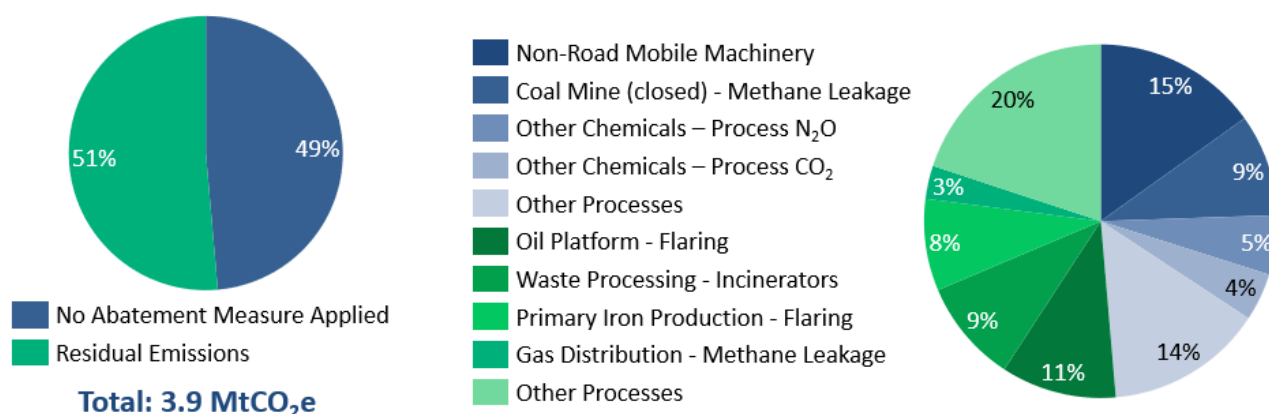 51%
49%
No Abatement Measure Applied
Residual Emissions
Total: 3.9 MtCO₂e
Non-Road Mobile Machinery
Coal Mine (closed) - Methane Leakage
Other Chemicals – Process N₂O
Other Chemicals – Process CO₂
Other Processes
Oil Platform - Flaring
Waste Processing - Incinerators
Primary Iron Production - Flaring
Gas Distribution - Methane Leakage
Other Processes
15%
9%
5%
4%
14%
11%
9%
8%
3%
20%